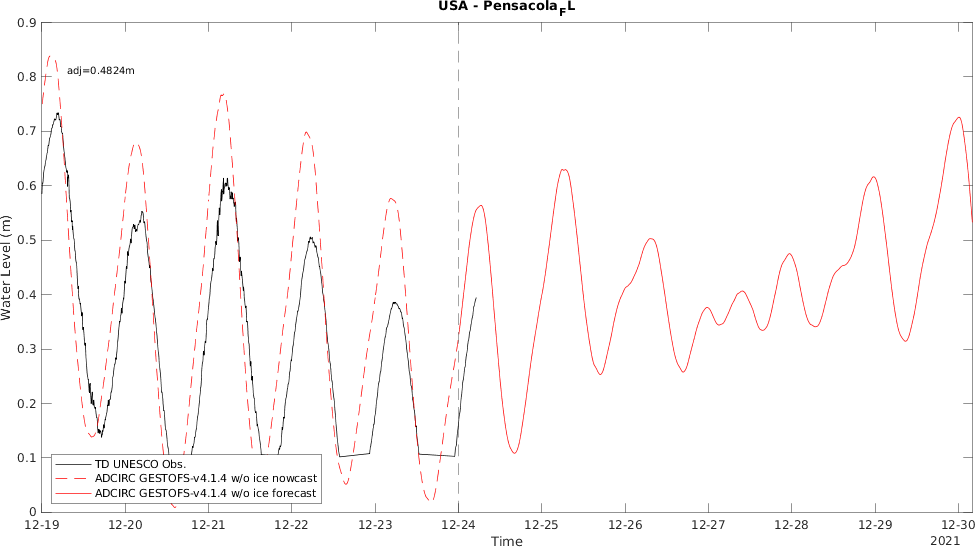 USA - Pensacola_FL
adj=0.4824m
Water Level (m)
0.9
0.8
0.7
0.6
0.5
0.4
0.3
0.2
0.1
0
TD UNESCO Obs.
ADCIRC GESTOFS-v4.1.4 w/o ice nowcast
ADCIRC GESTOFS-v4.1.4 w/o ice forecast
12-19 12-20 12-21 12-22 12-23 12-24 12-25 12-26 12-27 12-28 12-29 12-30
Time
2021